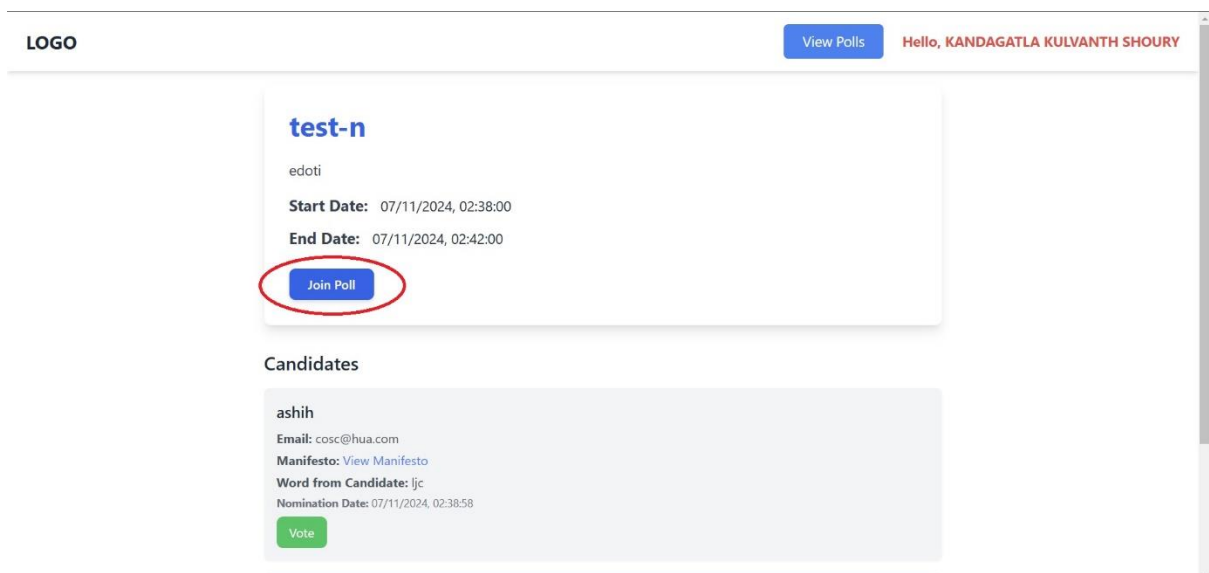 LOGO
View Polls
Hello, KANDAGATLA KULVANTH SHOURY
test-n
edoti
Start Date: 07/11/2024, 02:38:00
End Date: 07/11/2024, 02:42:00
Join Poll
Candidates
ashih
Email: cosc@hua.com
Manifesto: View Manifesto
Word from Candidate: ljc
Nomination Date: 07/11/2024, 02:38:58
Vote